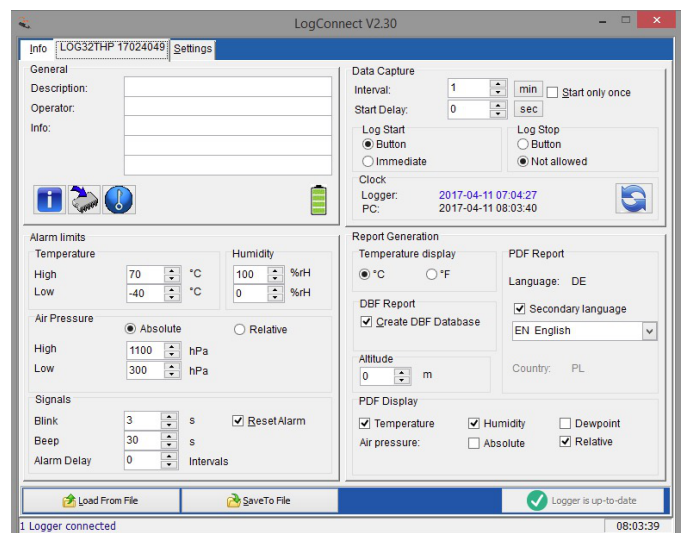 LogConnect V2.30
Info LOG32THP 17024049 Settings
General
Description:
Operator:
Info:
Data Capture
Interval: 1 min Start only once
Start Delay: 0 sec
Log Start
Button
Immediate
Log Stop
Button
Not allowed
Clock
Logger: 2017-04-11 07:04:27
PC: 2017-04-11 08:03:40
Alarm limits
Temperature
High 70 °C
Low -40 °C
Humidity
100 %rH
0 %rH
Air Pressure
Absolute Relative
High 1100 hPa
Low 300 hPa
Signals
Blink 3 s ResetAlarm
Beep 30 s
Alarm Delay 0 Intervals
Report Generation
Temperature display
°C °F
DBF Report
Create DBF Database
Altitude
0 m
PDF Report
Language: DE
Secondary language
EN English
Country: PL
PDF Display
Temperature Humidity Dewpoint
Air pressure: Absolute Relative
Load From File SaveTo File Logger is up-to-date
1 Logger connected 08:03:39